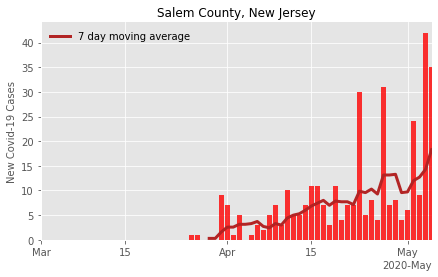 Salem County, New Jersey
7 day moving average
New Covid-19 Cases
40
35
30
25
20
15
10
5
0
Mar
15
Apr
15
May
2020-May